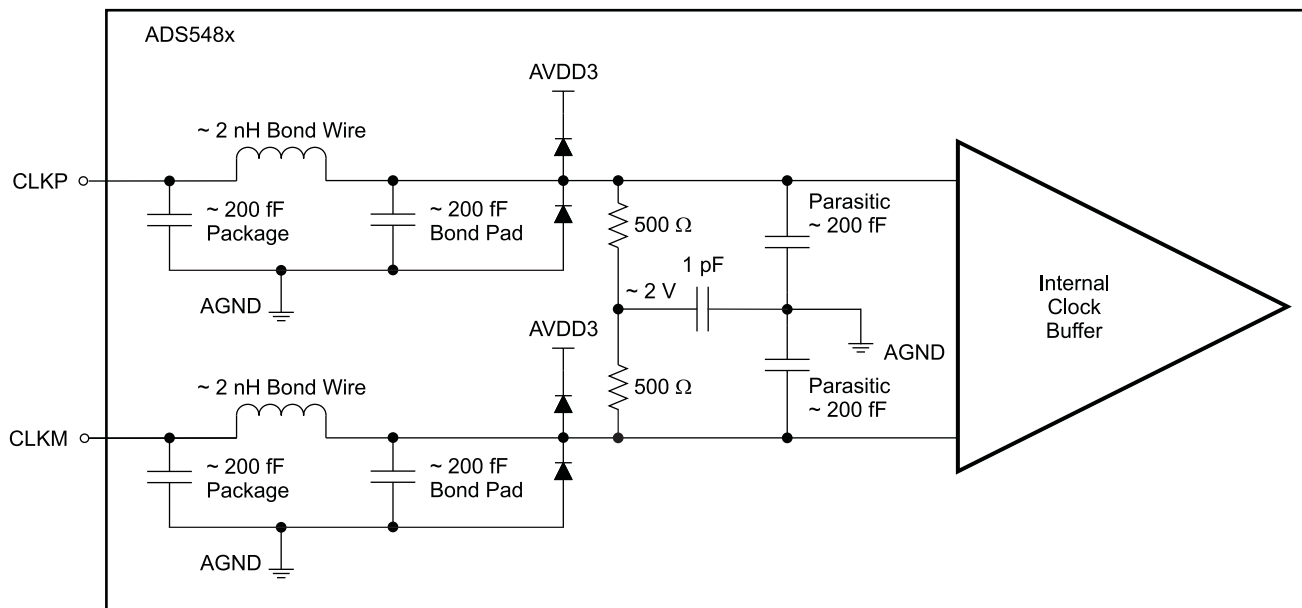 ADS548x
AVDD3
~ 2 nH Bond Wire
CLKP
~ 200 fF
Package
~ 200 fF
Bond Pad
500 Ω
Parasitic
~ 200 fF
1 pF
~ 2 V
AGND
Internal
Clock
Buffer
AVDD3
AGND
~ 2 nH Bond Wire
500 Ω
Parasitic
~ 200 fF
CLKM
~ 200 fF
Package
~ 200 fF
Bond Pad
AGND